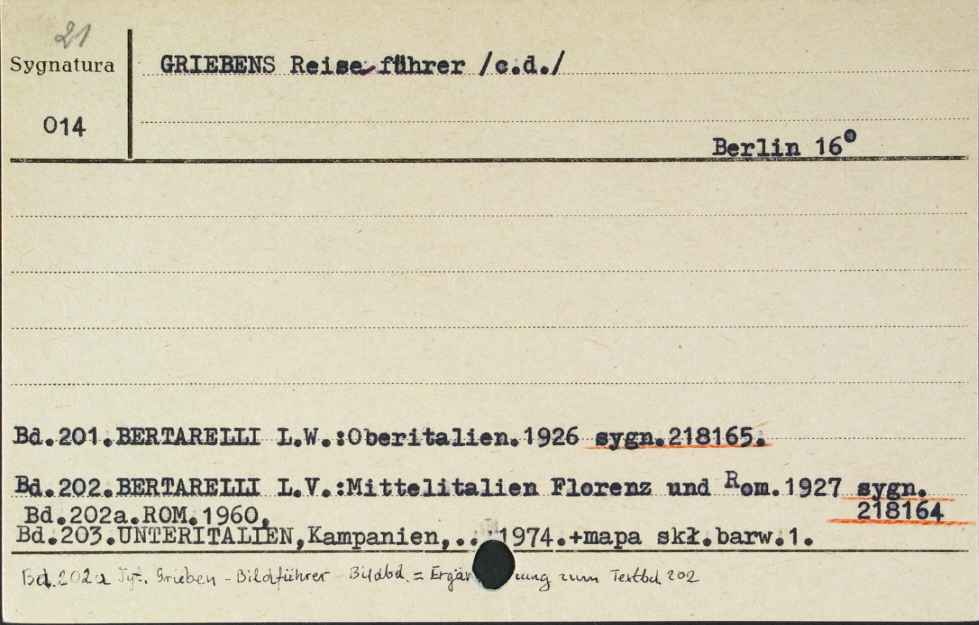 21
Sygnatura
014
GRIEBENS Reiseführer /c.d./
Berlin 16°
Bd.201.BERTARELLI L.W.:Oberitalien.1926 sygn.218165.
Bd.202.BERTARELLI L.V.:Mittelitalien Florenz und Rom.1927 sygn.
218164
Bd.202a.ROM.1960.
Bd.203.UNTERITALIEN,Kampanien,.. 1974.+mapa skł.barw.1.
Bd.202a Tyt. Grieben - Bildführer - Bildbd. = Ergän ung zum Textbd 202